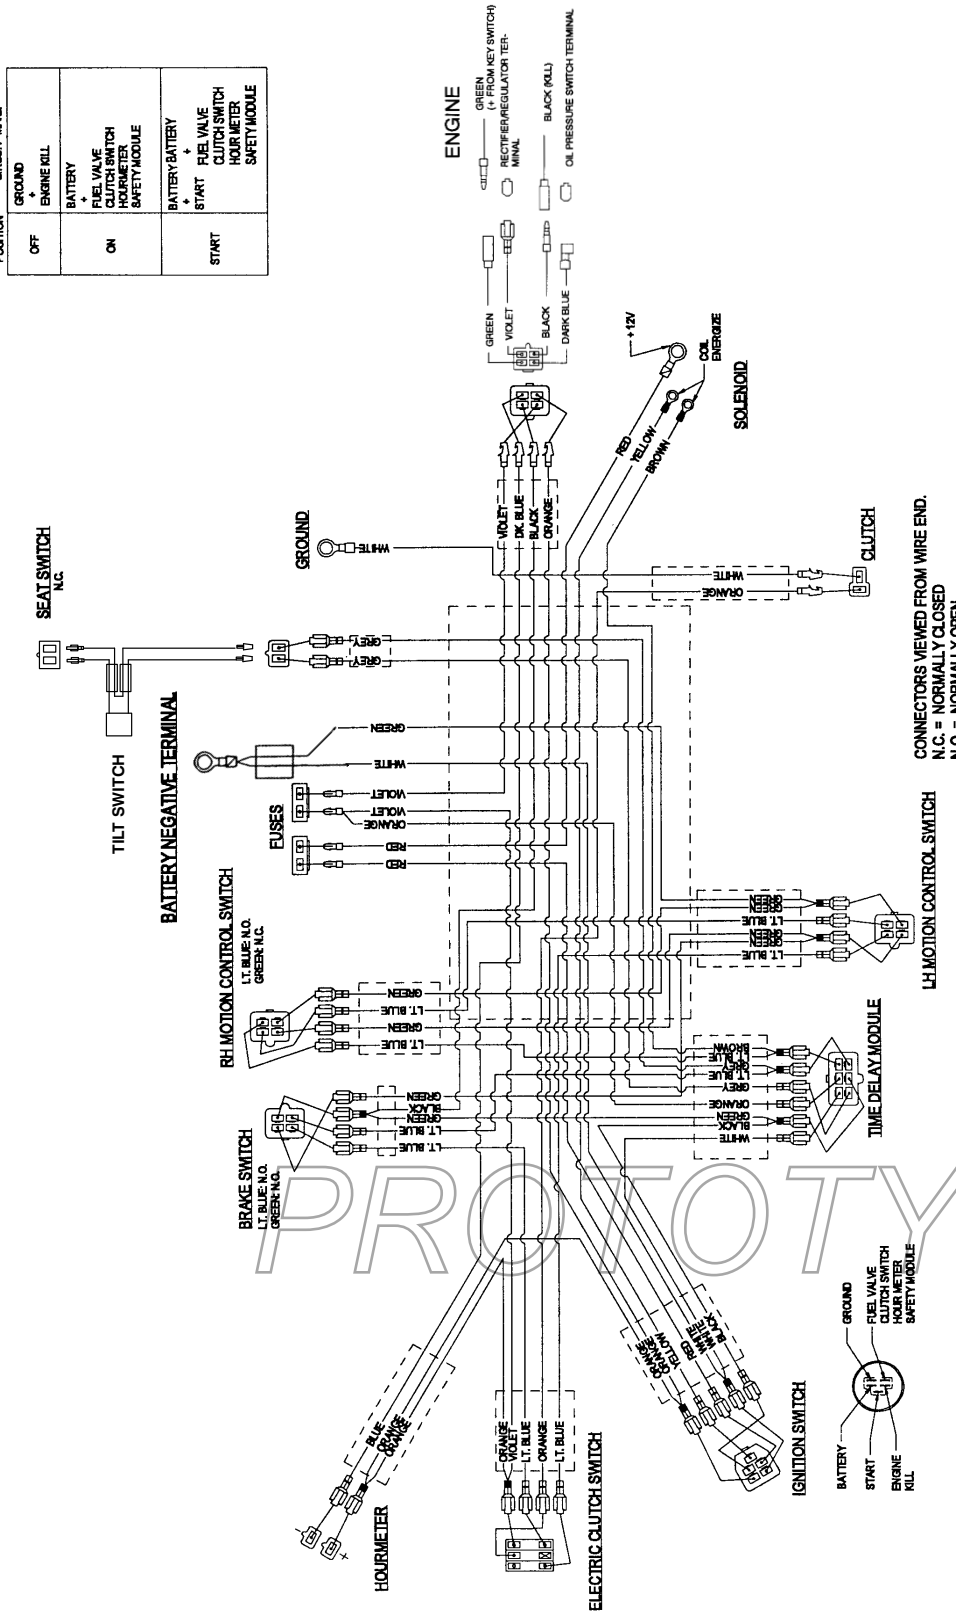 OFF
GROUND
+
ENGINE KILL
ON
BATTERY
+
FUEL VALVE
CLUTCH SWITCH
HOURMETER
SAFETY MODULE
START
BATTERY BATTERY
+ +
START FUEL VALVE
CLUTCH SWITCH
HOUR METER
SAFETY MODULE
ENGINE
GREEN
(+ FROM KEY SWITCH)
RECTIFIER/REGULATOR TER-
MINAL
BLACK (KILL)
OIL PRESSURE SWITCH TERMINAL
GREEN
VIOLET
BLACK
DARK BLUE
+12V
COIL
ENERGIZE
SOLENOID
RED
YELLOW
BROWN
VIOLET
DK. BLUE
BLACK
ORANGE
SEAT SWITCH
N.C.
TILT SWITCH
GROUND
WHITE
GREY
GREY
BATTERY NEGATIVE TERMINAL
GREEN
WHITE
FUSES
VIOLET
VIOLET
ORANGE
RED
RED
WHITE
ORANGE
CLUTCH
CONNECTORS VIEWED FROM WIRE END.
N.C. = NORMALLY CLOSED
N.O. = NORMALLY OPEN
RH MOTION CONTROL SWITCH
LT. BLUE: N.O.
GREEN: N.C.
GREEN
LT. BLUE
GREEN
LT. BLUE
LH MOTION CONTROL SWITCH
GREEN
GREEN
LT. BLUE
GREEN
GREEN
LT. BLUE
BRAKE SWITCH
LT. BLUE: N.O.
GREEN: N.O.
GREEN
BLACK
GREEN
LT. BLUE
LT. BLUE
TIME DELAY MODULE
BROWN
LT. BLUE
GREY
LT. BLUE
GREY
ORANGE
GREEN
BLACK
WHITE
PROTOTY
HOURMETER
- +
BLUE
ORANGE
ORANGE
ELECTRIC CLUTCH SWITCH
ORANGE
VIOLET
LT. BLUE
ORANGE
LT. BLUE
IGNITION SWITCH
ORANGE
ORANGE
YELLOW
RED
WHITE
WHITE
BLACK
BATTERY
START
ENGINE
KILL
GROUND
FUEL VALVE
CLUTCH SWITCH
HOUR METER
SAFETY MODULE